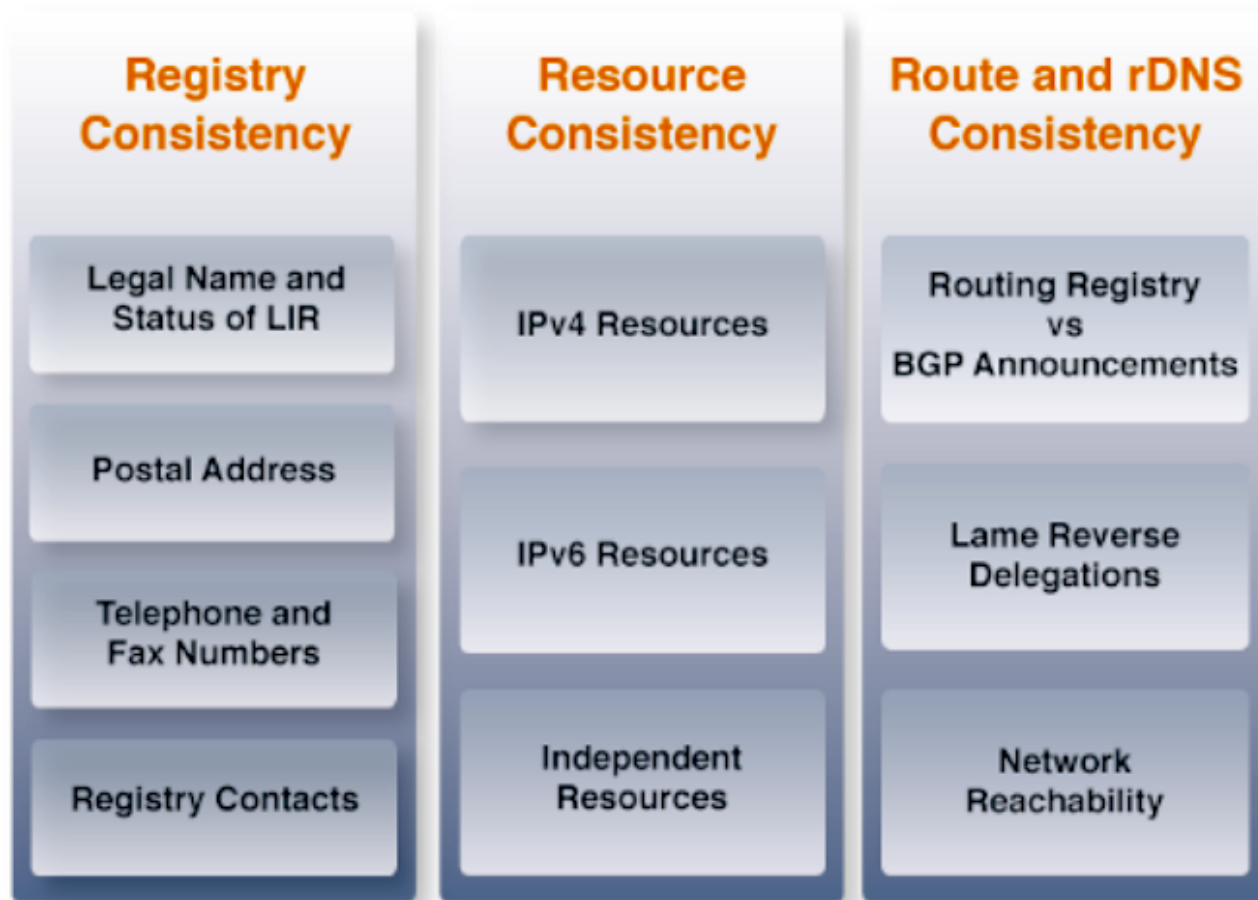 Registry
Consistency
Legal Name and
Status of LIR
Postal Address
Telephone and
Fax Numbers
Registry Contacts
Resource
Consistency
IPv4 Resources
IPv6 Resources
Independent
Resources
Route and rDNS
Consistency
Routing Registry
vs
BGP Announcements
Lame Reverse
Delegations
Network
Reachability